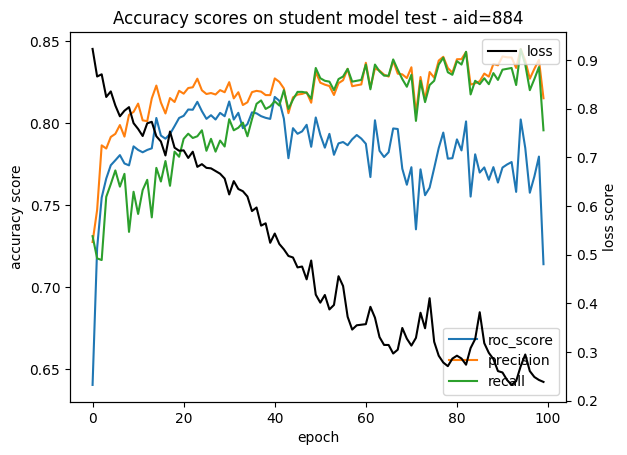 Accuracy scores on student model test - aid=884
accuracy score
0.85
0.80
0.75
0.70
0.65
loss
0.9
0.8
0.7
0.6
0.5
0.4
0.3
0.2
loss score
roc_score
precision
recall
0 20 40 60 80 100
epoch